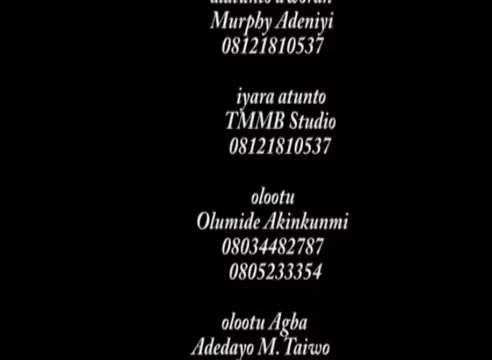 Murphy Adeniyi
08121810537
iyara atunto
TMMB Studio
08121810537
olootu
Olumide Akinkunmi
08034482787
0805233354
olootu Agba
Adedayo M. Taiwo